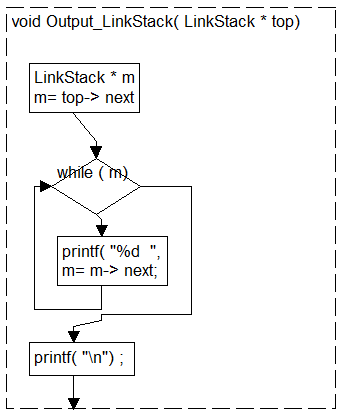 void Output_LinkStack( LinkStack * top)
LinkStack * m
m= top-> next
while ( m)
printf( "%d  ",
m= m-> next;
printf( "\n") ;